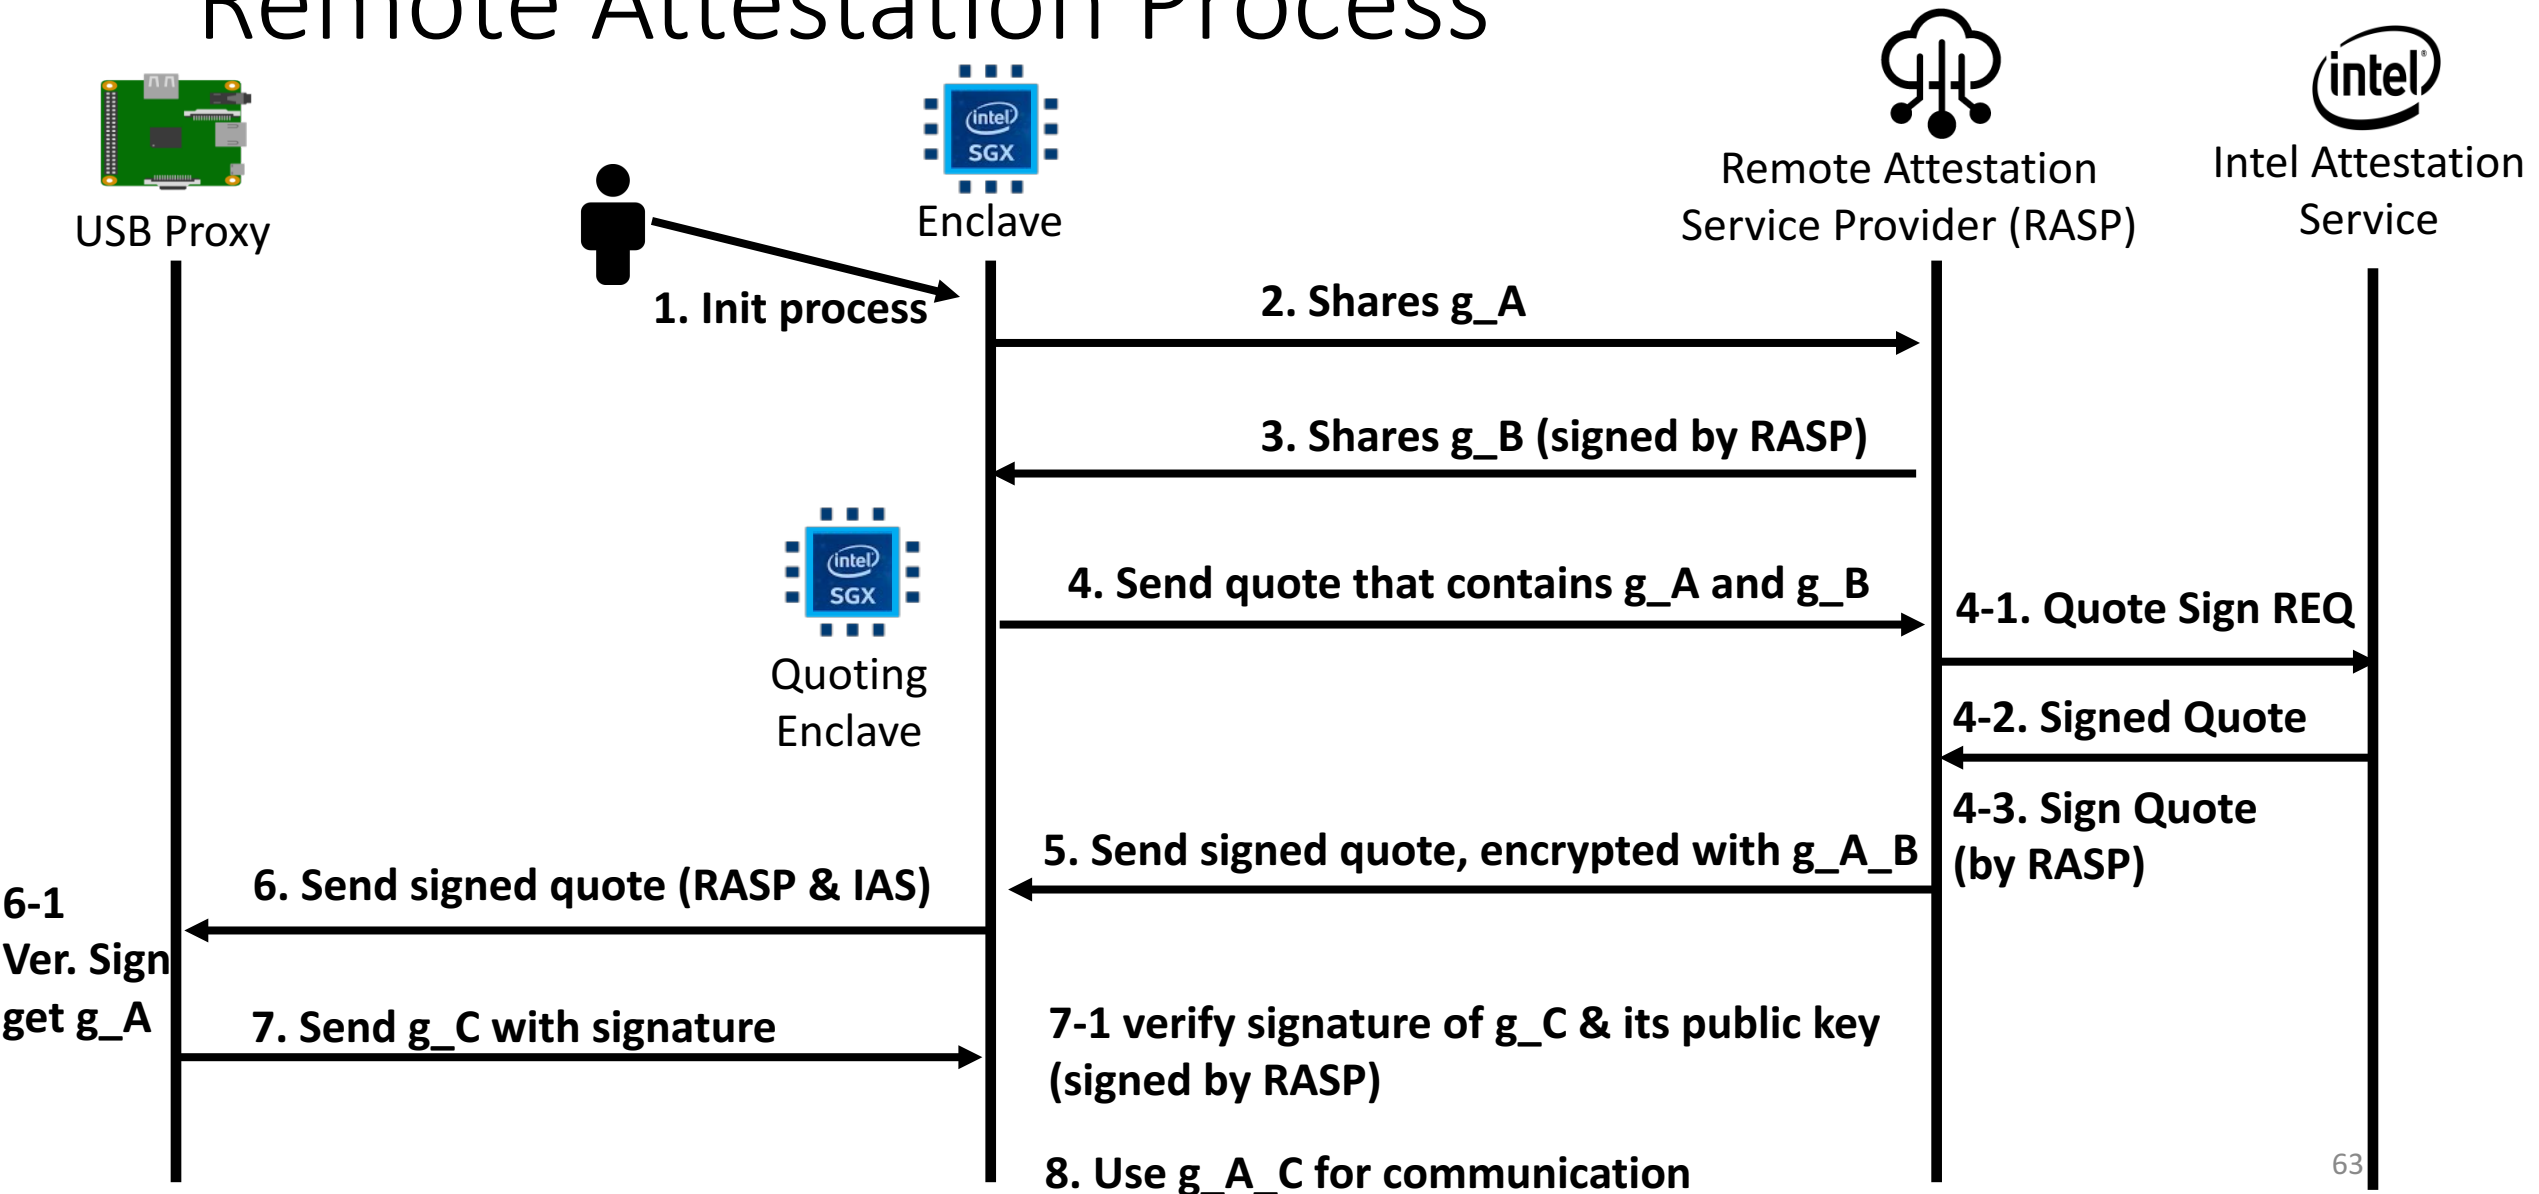 Remote Attestation Process
intel
SGX
intel
USB Proxy
Enclave
Remote Attestation
Service Provider (RASP)
Intel Attestation
Service
1. Init process
2. Shares g_A
3. Shares g_B (signed by RASP)
intel
SGX
Quoting
Enclave
4. Send quote that contains g_A and g_B
4-1. Quote Sign REQ
4-2. Signed Quote
4-3. Sign Quote
(by RASP)
5. Send signed quote, encrypted with g_A_B
6. Send signed quote (RASP & IAS)
6-1
Ver. Sign
get g_A
7. Send g_C with signature
7-1 verify signature of g_C & its public key
(signed by RASP)
8. Use g_A_C for communication
63